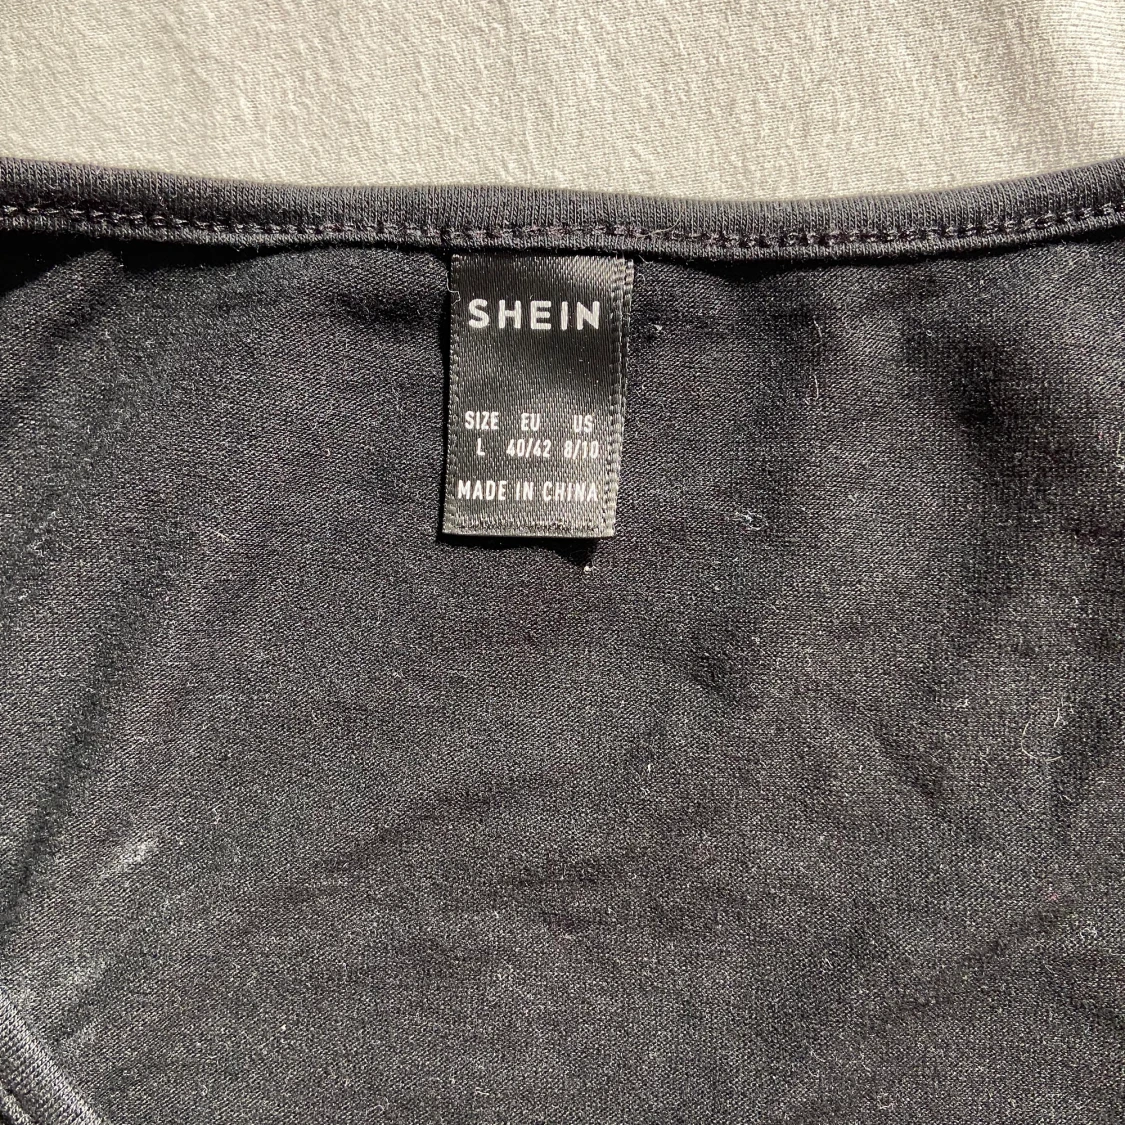 SHEIN
SIZE EU US
L 40/42 8/10
MADE IN CHINA